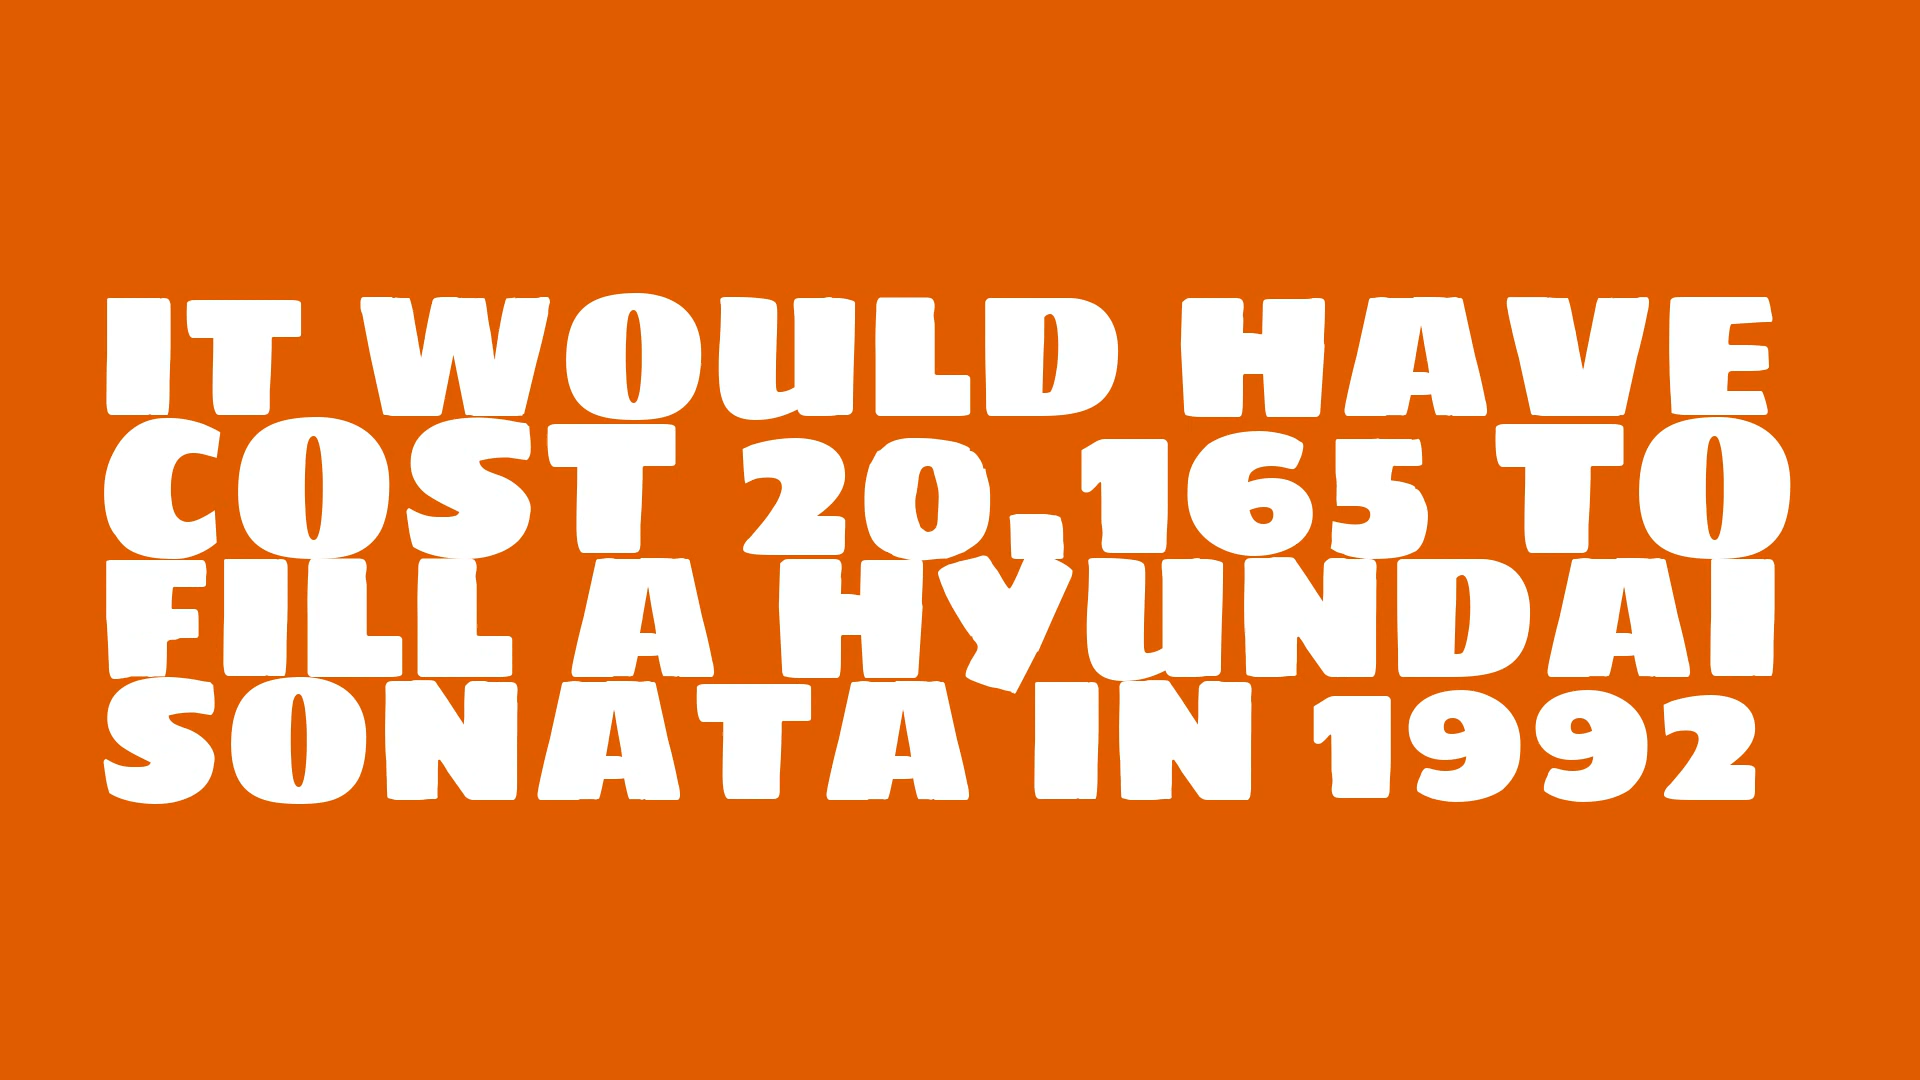 IT WOULD HAVE
COST 20,165 TO
FILL A HYUNDAI
SONATA IN 1992